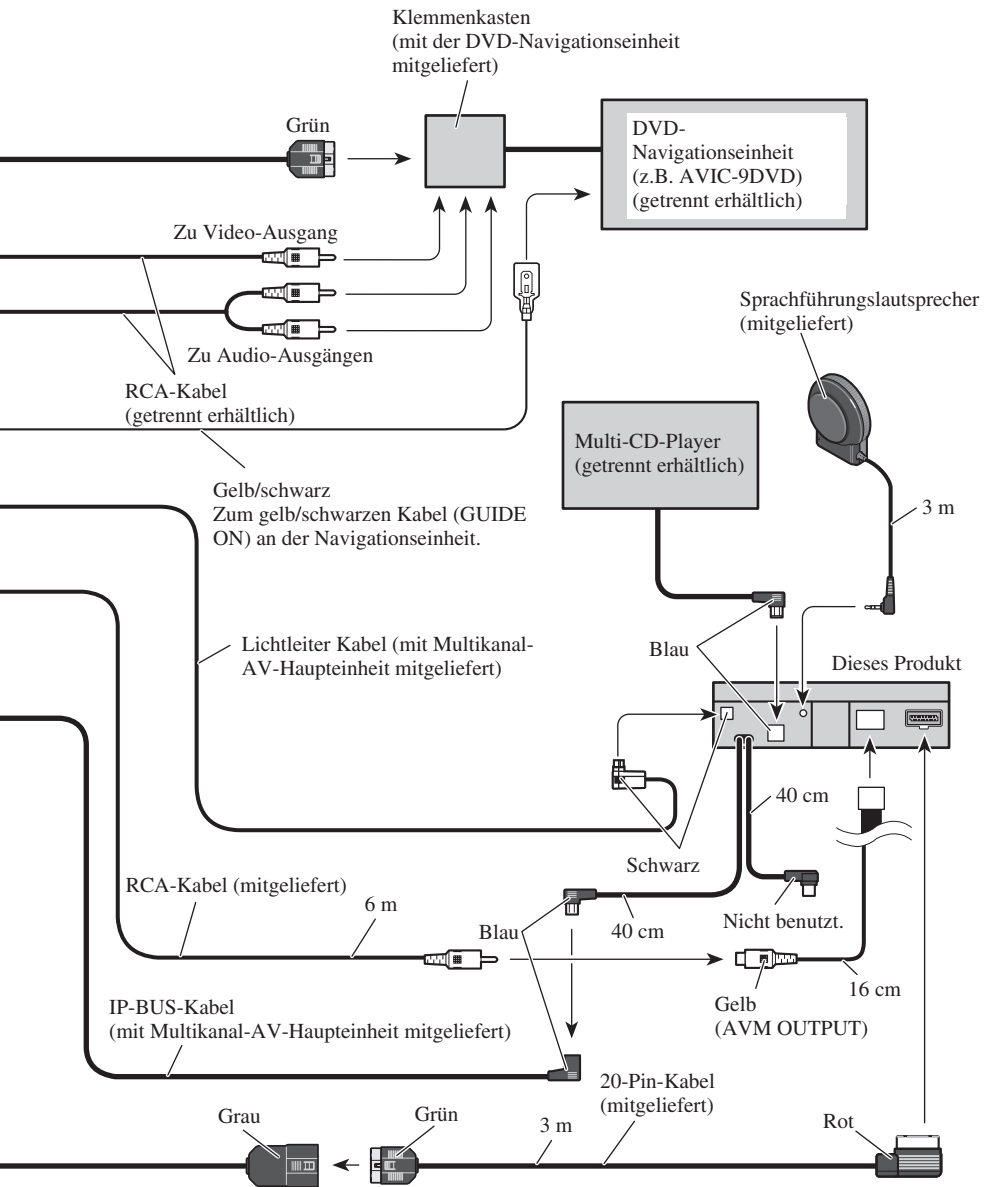 Klemmenkasten
(mit der DVD-Navigationseinheit
mitgeliefert)
Grün
DVD-
Navigationseinheit
(z.B. AVIC-9DVD)
(getrennt erhältlich)
Zu Video-Ausgang
Sprachführungslautsprecher
(mitgeliefert)
Zu Audio-Ausgängen
RCA-Kabel
(getrennt erhältlich)
Multi-CD-Player
(getrennt erhältlich)
Gelb/schwarz
Zum gelb/schwarzen Kabel (GUIDE
ON) an der Navigationseinheit.
3 m
Lichtleiter Kabel (mit Multikanal-
AV-Haupteinheit mitgeliefert)
Blau
Dieses Produkt
40 cm
Schwarz
RCA-Kabel (mitgeliefert)
6 m
Blau
40 cm
Nicht benutzt.
16 cm
Gelb
(AVM OUTPUT)
IP-BUS-Kabel
(mit Multikanal-AV-Haupteinheit mitgeliefert)
20-Pin-Kabel
(mitgeliefert)
Grau
Grün
3 m
Rot